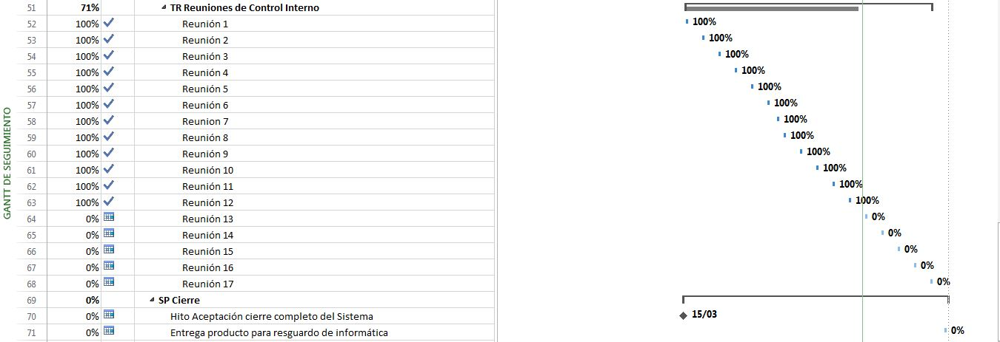 GANTT DE SEGUIMIENTO
51 71% TR Reuniones de Control Interno
52 100% Reunión 1 100%
53 100% Reunión 2 100%
54 100% Reunión 3 100%
55 100% Reunión 4 100%
56 100% Reunión 5 100%
57 100% Reunión 6 100%
58 100% Reunion 7 100%
59 100% Reunión 8 100%
60 100% Reunión 9 100%
61 100% Reunión 10 100%
62 100% Reunión 11 100%
63 100% Reunión 12 100%
64 0% Reunión 13 0%
65 0% Reunión 14 0%
66 0% Reunión 15 0%
67 0% Reunión 16 0%
68 0% Reunión 17 0%
69 0% SP Cierre
70 0% Hito Aceptación cierre completo del Sistema 15/03
71 0% Entrega producto para resguardo de informática 0%